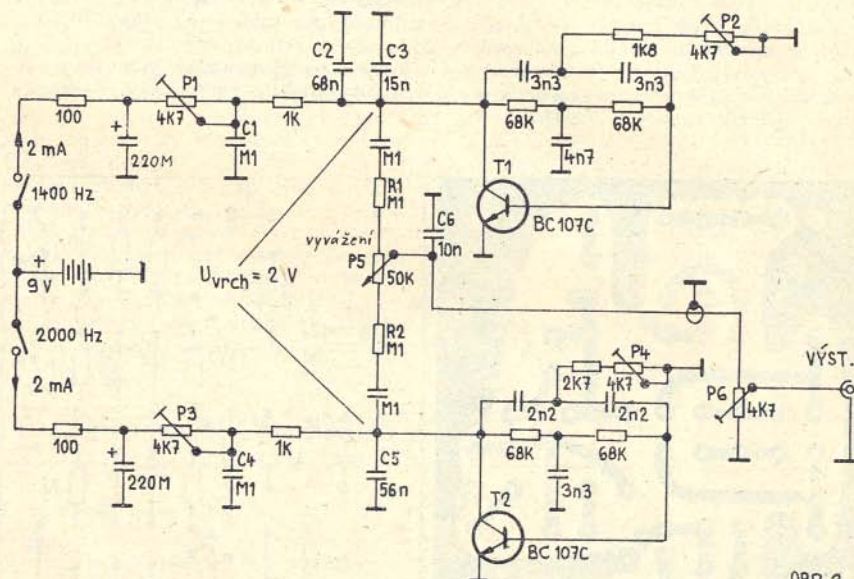 C2
68n
C3
15n
1K8
P2
4K7
3n3
3n3
100
P1
4K7
C1
M1
1K
68K
68K
+
220M
2 mA
1400 Hz
M1
R1
M1
4n7
T1
BC 107C
C6
10n
vyvážení
P5
50K
Uvrch = 2 V
+
9 V
2000 Hz
2 mA
R2
M1
M1
P4
2K7
4K7
2n2
2n2
VÝST.
P6
4K7
100
P3
4K7
C4
M1
1K
68K
68K
+
220M
C5
56n
3n3
T2
BC 107C